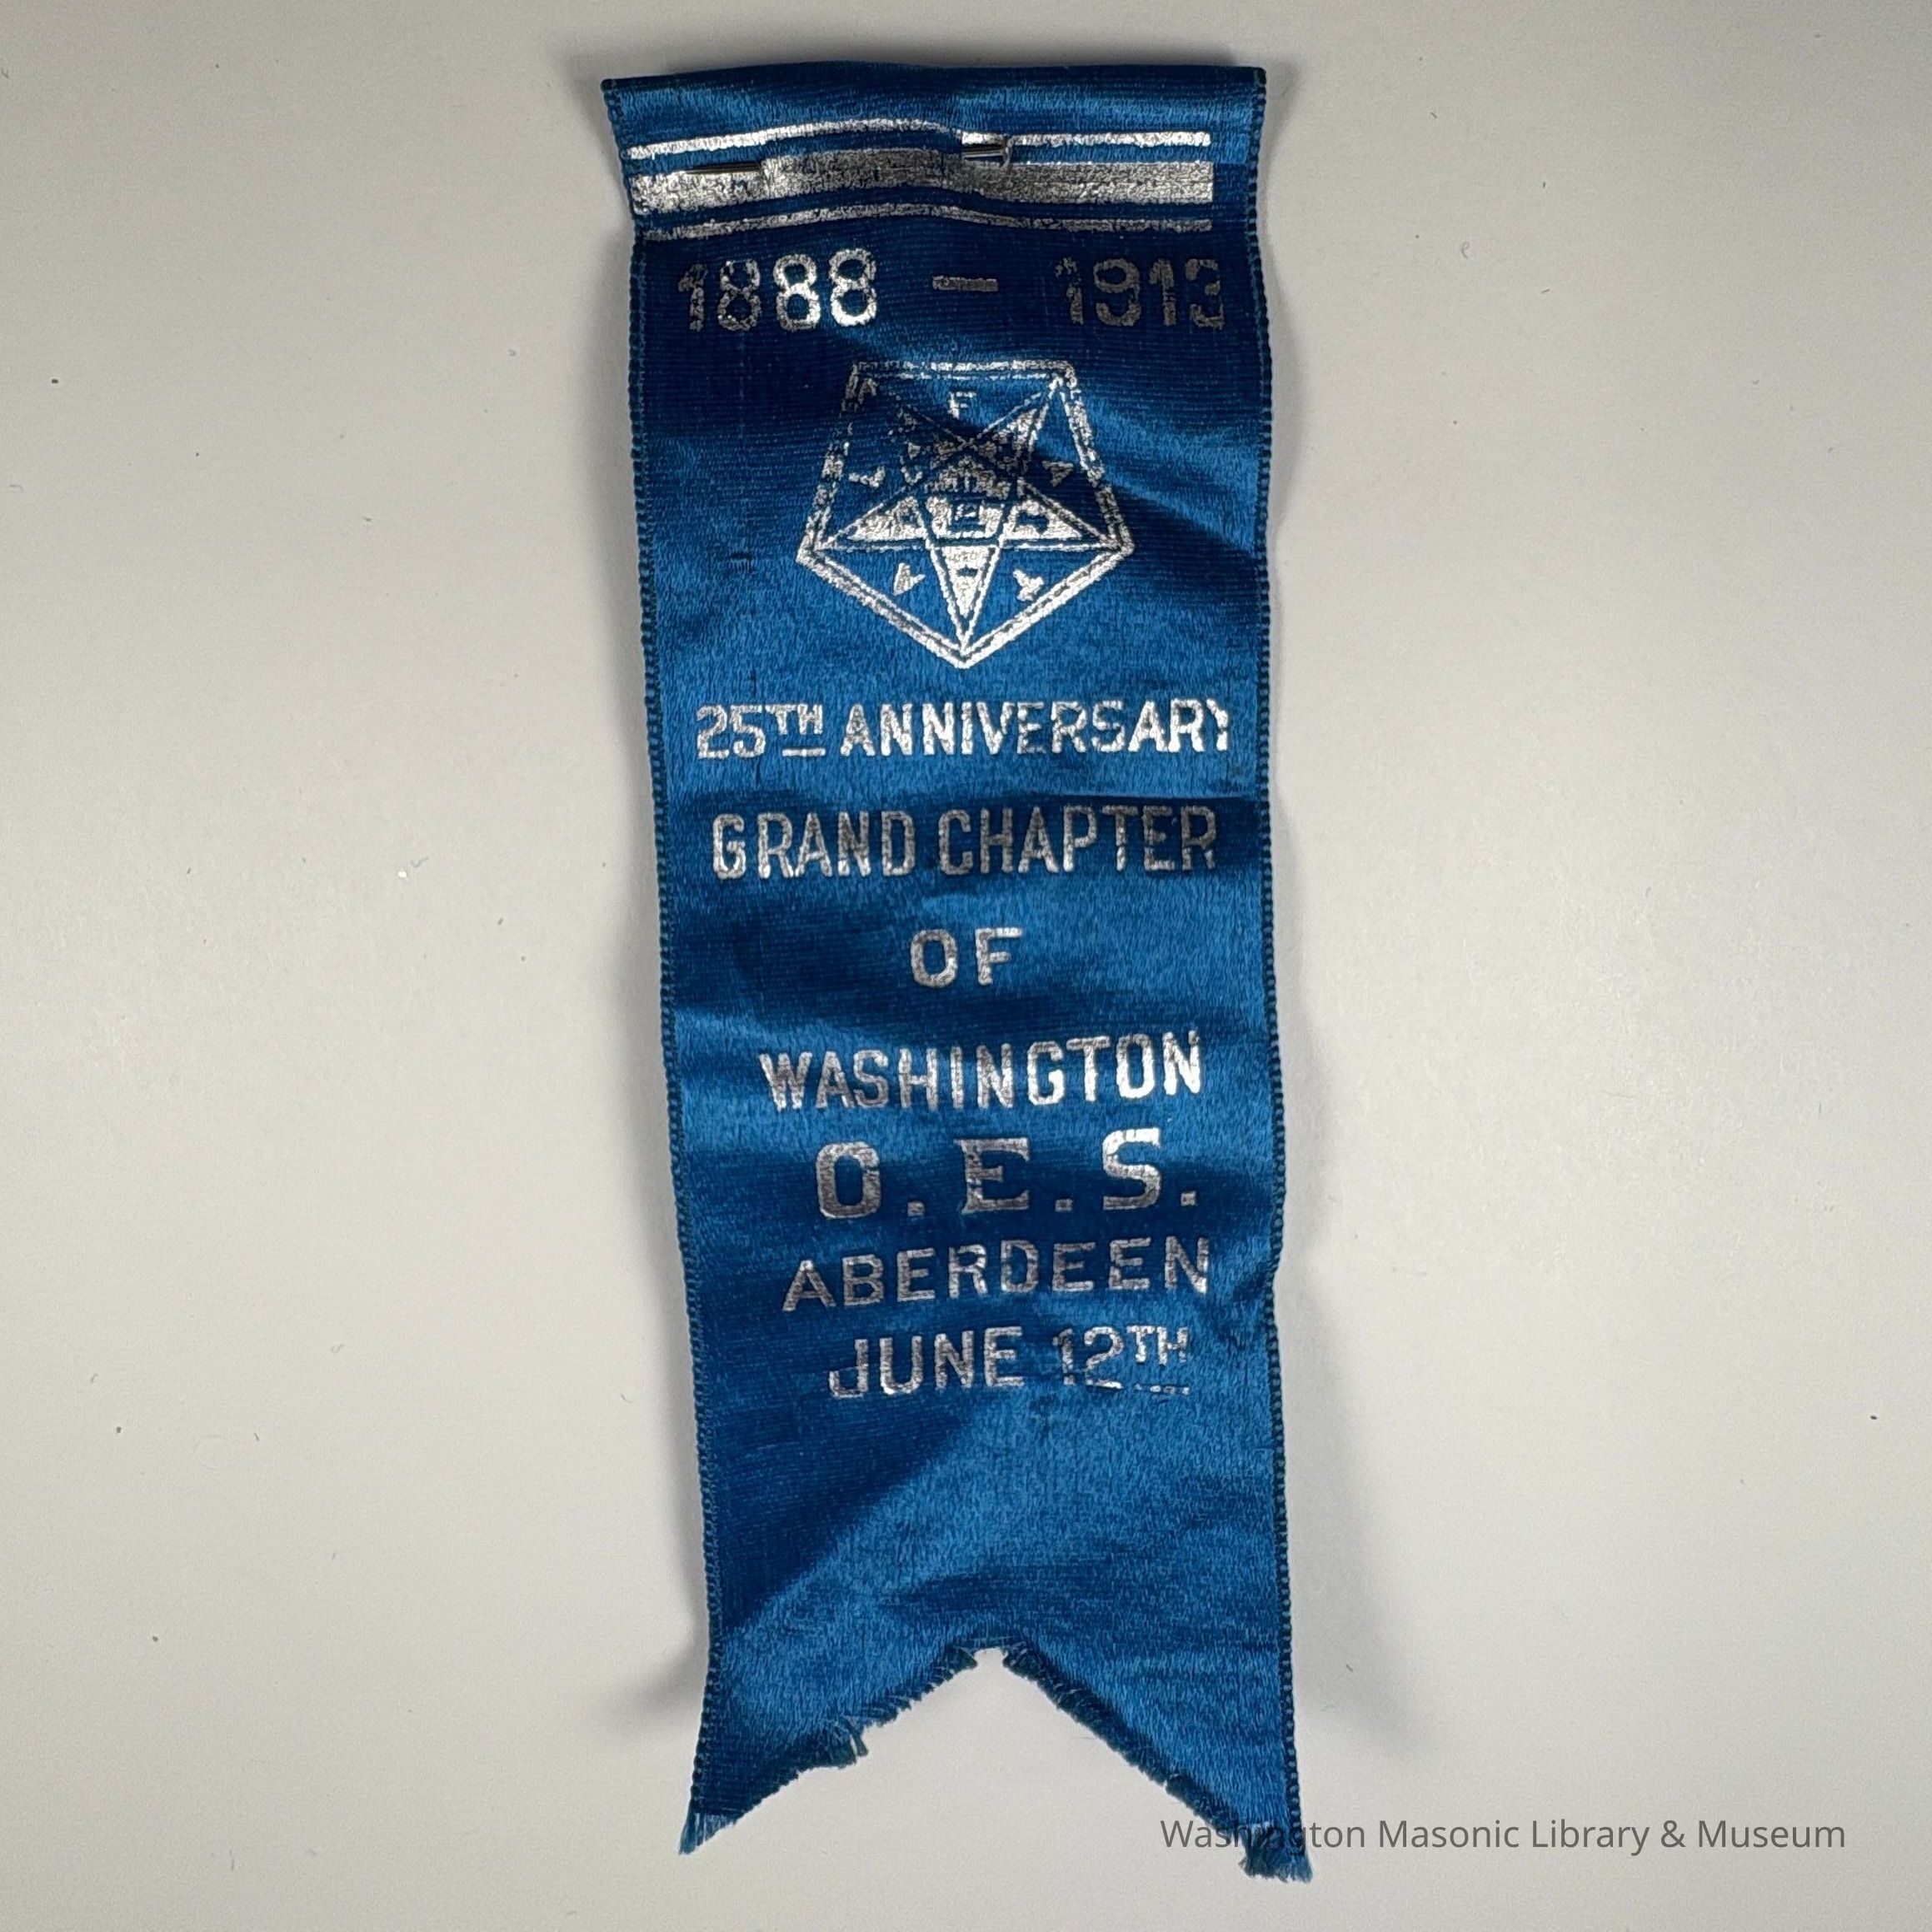 1888 — 1913
F
25TH ANNIVERSARY
GRAND CHAPTER
OF
WASHINGTON
O.E.S.
ABERDEEN
JUNE 12TH
Washington Masonic Library & Museum